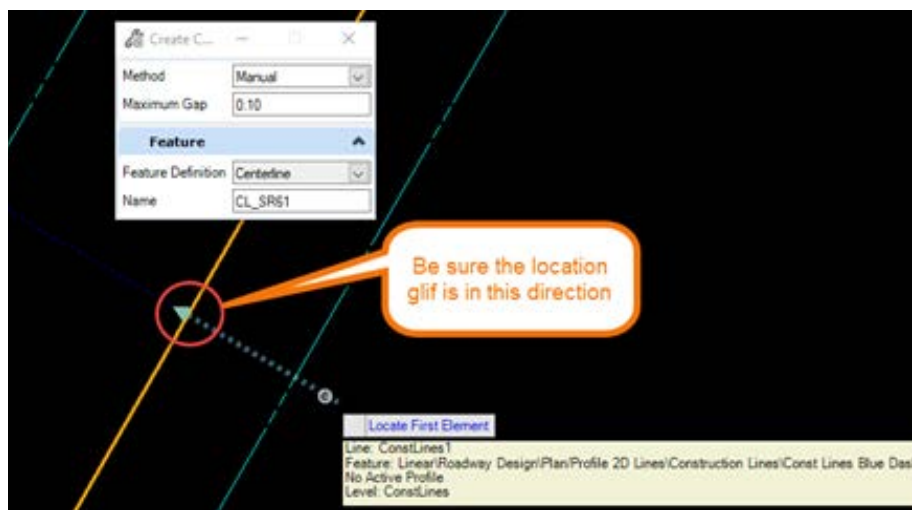 Create C...
Method Manual
Maximum Gap 0.10
Feature
Feature Definition Centerline
Name CL_SR61
Be sure the location
glif is in this direction
Locate First Element
Line: ConstLines1
Feature: Linear\Roadway Design\Plan/Profile 2D Lines\Construction Lines\Const Lines Blue Das
No Active Profile
Level: ConstLines